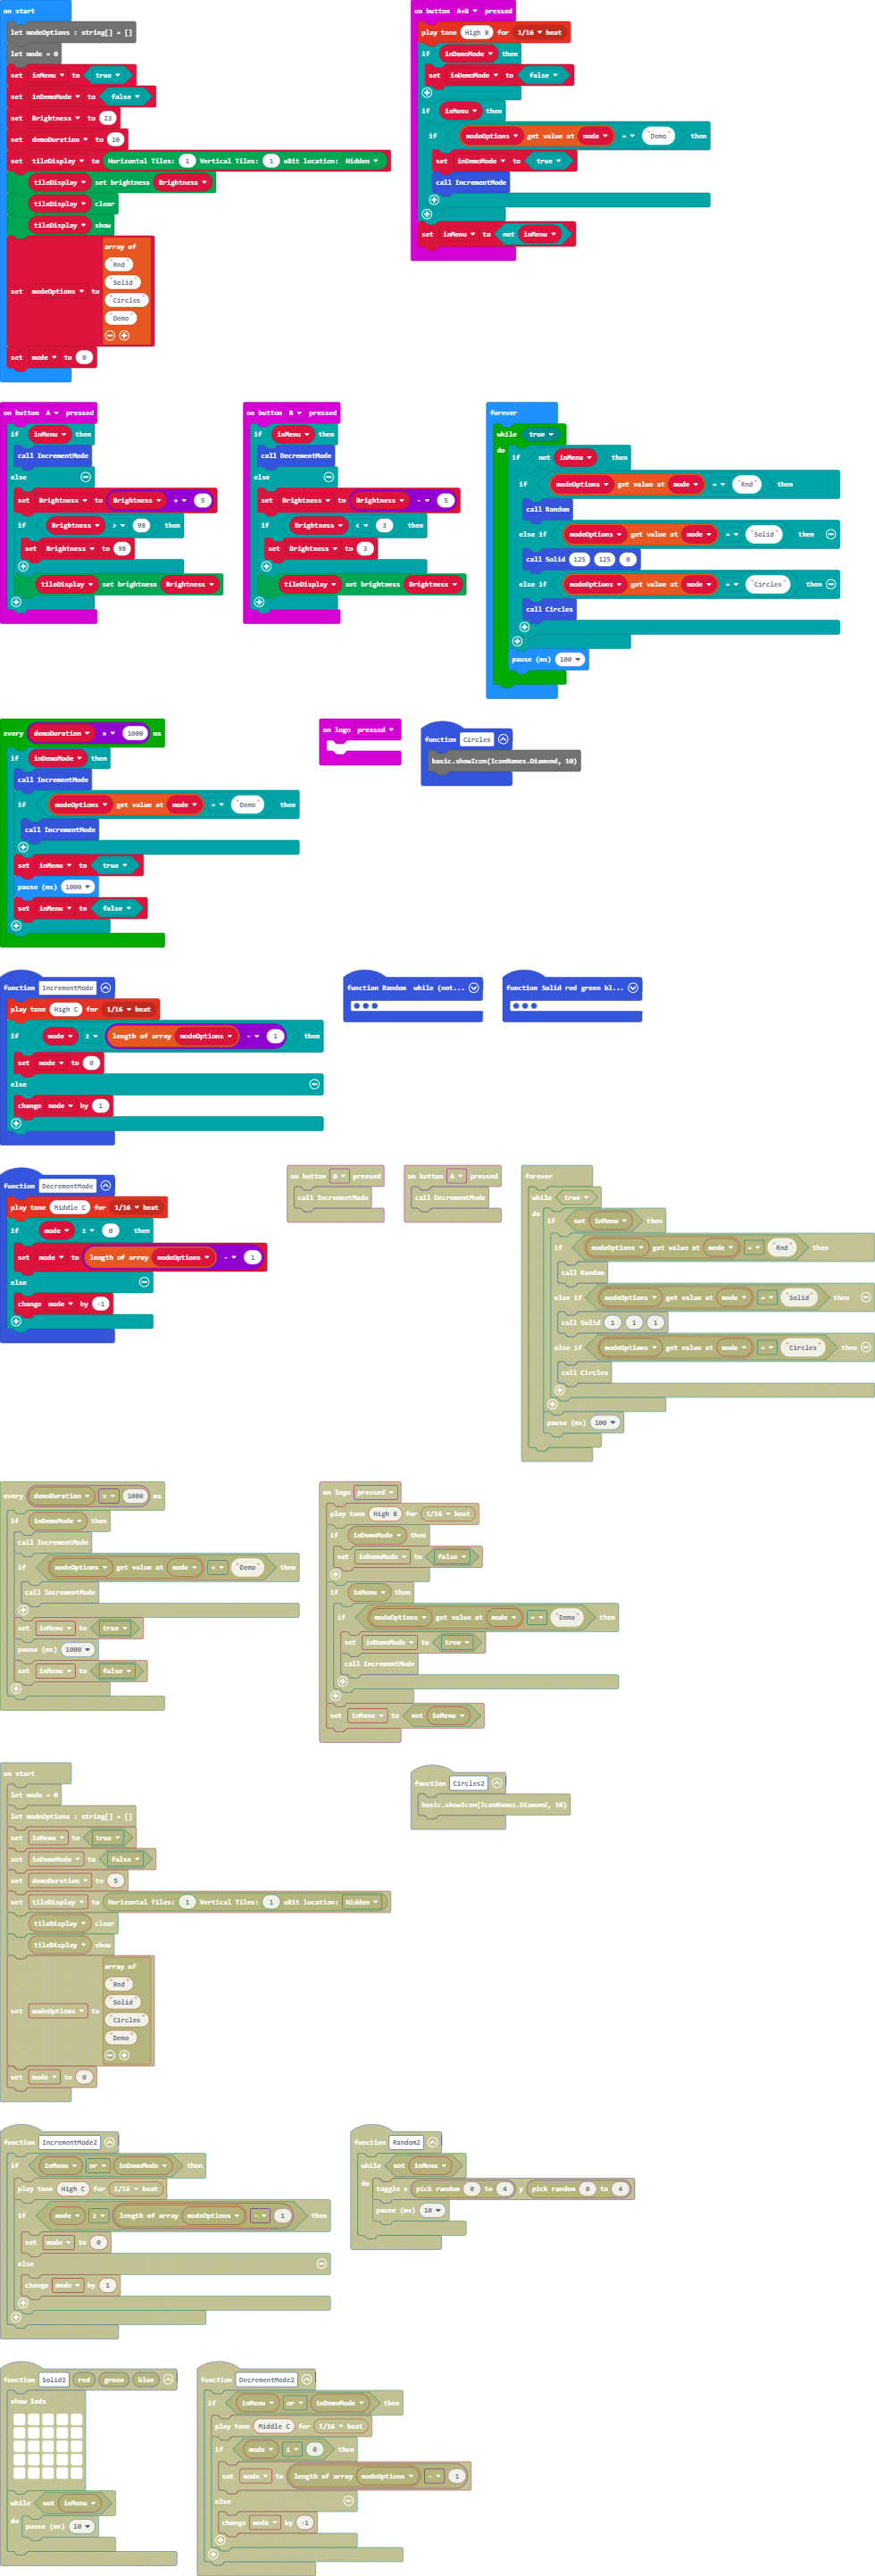 on start
let modeOptions : string[] = []
let mode = 0
set inMenu to true
set inDemoMode to false
set Brightness to 23
set demoDuration to 10
set tileDisplay to Horizontal Tiles: 1 Vertical Tiles: 1 uBit location: Hidden
tileDisplay set brightness Brightness
tileDisplay clear
tileDisplay show
set modeOptions to array of
"Rnd"
"Solid"
"Circles"
"Demo"
set mode to 0
on button A+B pressed
play tone High B for 1/16 beat
if inDemoMode then
set inDemoMode to false
if inMenu then
if modeOptions get value at mode = "Demo" then
set inDemoMode to true
call IncrementMode
set inMenu to not inMenu
on button A pressed
if inMenu then
call IncrementMode
else
set Brightness to Brightness + 5
if Brightness > 98 then
set Brightness to 98
tileDisplay set brightness Brightness
on button B pressed
if inMenu then
call DecrementMode
else
set Brightness to Brightness - 5
if Brightness < 3 then
set Brightness to 3
tileDisplay set brightness Brightness
forever
while true
do
if not inMenu then
if modeOptions get value at mode = "Rnd" then
call Random
else if modeOptions get value at mode = "Solid" then
call Solid 125 125 0
else if modeOptions get value at mode = "Circles" then
call Circles
pause (ms) 100
every demoDuration × 1000 ms
if inDemoMode then
call IncrementMode
if modeOptions get value at mode = "Demo" then
call IncrementMode
set inMenu to true
pause (ms) 1000
set inMenu to false
on logo pressed
function Circles
basic.showIcon(IconNames.Diamond, 10)
function IncrementMode
play tone High C for 1/16 beat
if mode ≥ length of array modeOptions - 1 then
set mode to 0
else
change mode by 1
function Random while (not...
function Solid red green bl...
function DecrementMode
play tone Middle C for 1/16 beat
if mode ≤ 0 then
set mode to length of array modeOptions - 1
else
change mode by -1
on button B pressed
call IncrementMode
on button A pressed
call DecrementMode
forever
while true
do
if not inMenu then
if modeOptions get value at mode = "Rnd" then
call Random
else if modeOptions get value at mode = "Solid" then
call Solid 1 1 1
else if modeOptions get value at mode = "Circles" then
call Circles
pause (ms) 100
every demoDuration × 1000 ms
if inDemoMode then
call IncrementMode
if modeOptions get value at mode = "Demo" then
call IncrementMode
set inMenu to true
pause (ms) 1000
set inMenu to false
on logo pressed
play tone High B for 1/16 beat
if inDemoMode then
set inDemoMode to false
if inMenu then
if modeOptions get value at mode = "Demo" then
set inDemoMode to true
call IncrementMode
set inMenu to not inMenu
on start
let mode = 0
let modeOptions : string[] = []
set inMenu to true
set inDemoMode to false
set demoDuration to 5
set tileDisplay to Horizontal Tiles: 1 Vertical Tiles: 1 uBit location: Hidden
tileDisplay clear
tileDisplay show
set modeOptions to array of
"Rnd"
"Solid"
"Circles"
"Demo"
set mode to 0
function Circles2
basic.showIcon(IconNames.Diamond, 10)
function IncrementMode2
if inMenu or inDemoMode then
play tone High C for 1/16 beat
if mode ≥ length of array modeOptions - 1 then
set mode to 0
else
change mode by 1
function Random2
while not inMenu
do toggle x pick random 0 to 4 y pick random 0 to 4
pause (ms) 10
function Solid2 red green blue
show leds
while not inMenu
do pause (ms) 10
function DecrementMode2
if inMenu or inDemoMode then
play tone Middle C for 1/16 beat
if mode ≤ 0 then
set mode to length of array modeOptions - 1
else
change mode by -1